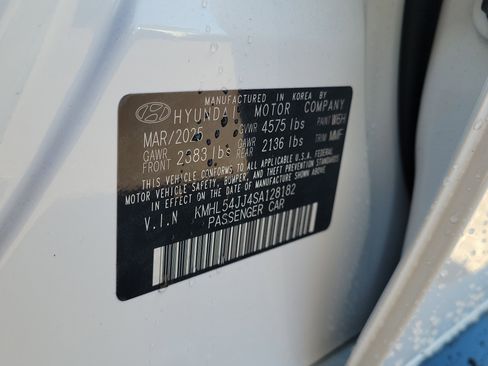 MANUFACTURED IN KOREA BY
HYUNDAI MOTOR COMPANY
MAR/2025 GVWR 4575 lbs PAINT W6H
GAWR FRONT 2583 lbs GAWR REAR 2136 lbs TRIM MMF
THIS VEHICLE CONFORMS TO ALL APPLICABLE U.S.A. FEDERAL
MOTOR VEHICLE SAFETY, BUMPER, AND THEFT PREVENTION STANDARDS
IN EFFECT ON THE DATE OF MANUFACTURE SHOWN ABOVE.
V.I.N KMHL54JJ4SA128182
PASSENGER CAR